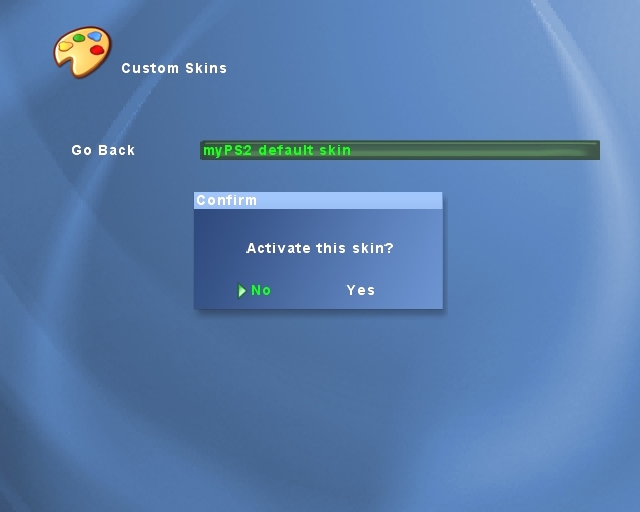 Custom Skins
Go Back
myPS2 default skin
Confirm
Activate this skin?
No
Yes